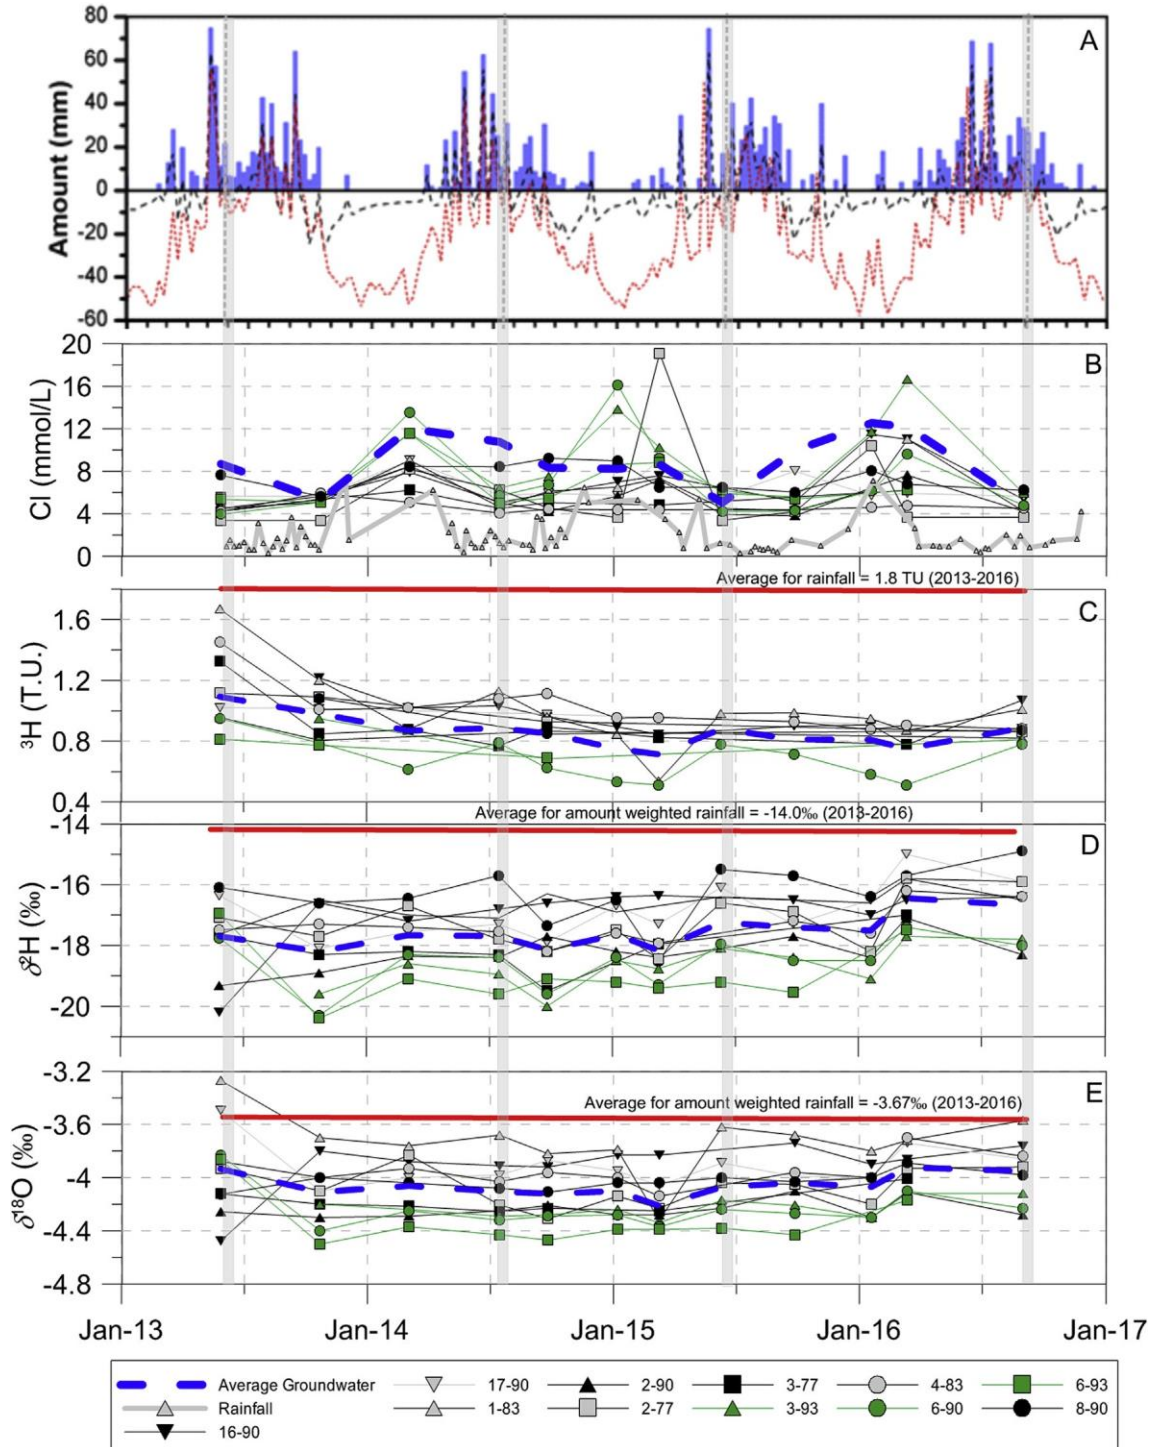 A
Amount (mm)
80
60
40
20
0
-20
-40
-60
B
Cl (mmol/L)
20
16
12
8
4
0
Average for rainfall = 1.8 TU (2013-2016)
C
³H (T.U.)
1.6
1.2
0.8
0.4
Average for amount weighted rainfall = -14.0‰ (2013-2016)
D
δ²H (‰)
-14
-16
-18
-20
E
Average for amount weighted rainfall = -3.67‰ (2013-2016)
δ¹⁸O (‰)
-3.2
-3.6
-4
-4.4
-4.8
Jan-13 Jan-14 Jan-15 Jan-16 Jan-17
Average Groundwater 17-90 2-90 3-77 4-83 6-93
Rainfall 1-83 2-77 3-93 6-90 8-90
16-90